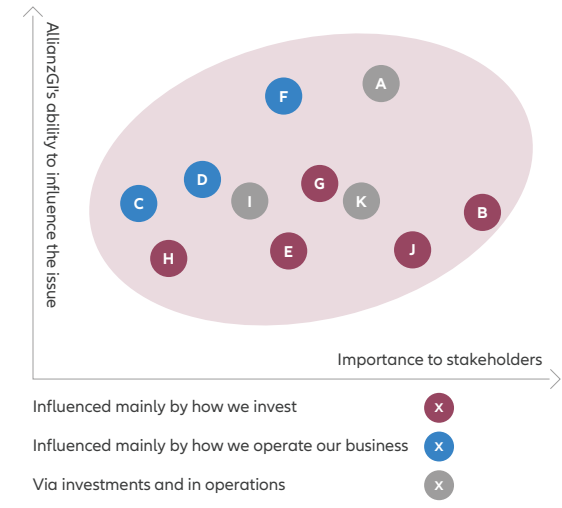 AllianzGI's ability to influence the issue
F
A
D
G
C
I
K
B
H
E
J
Importance to stakeholders
Influenced mainly by how we invest X
Influenced mainly by how we operate our business X
Via investments and in operations X